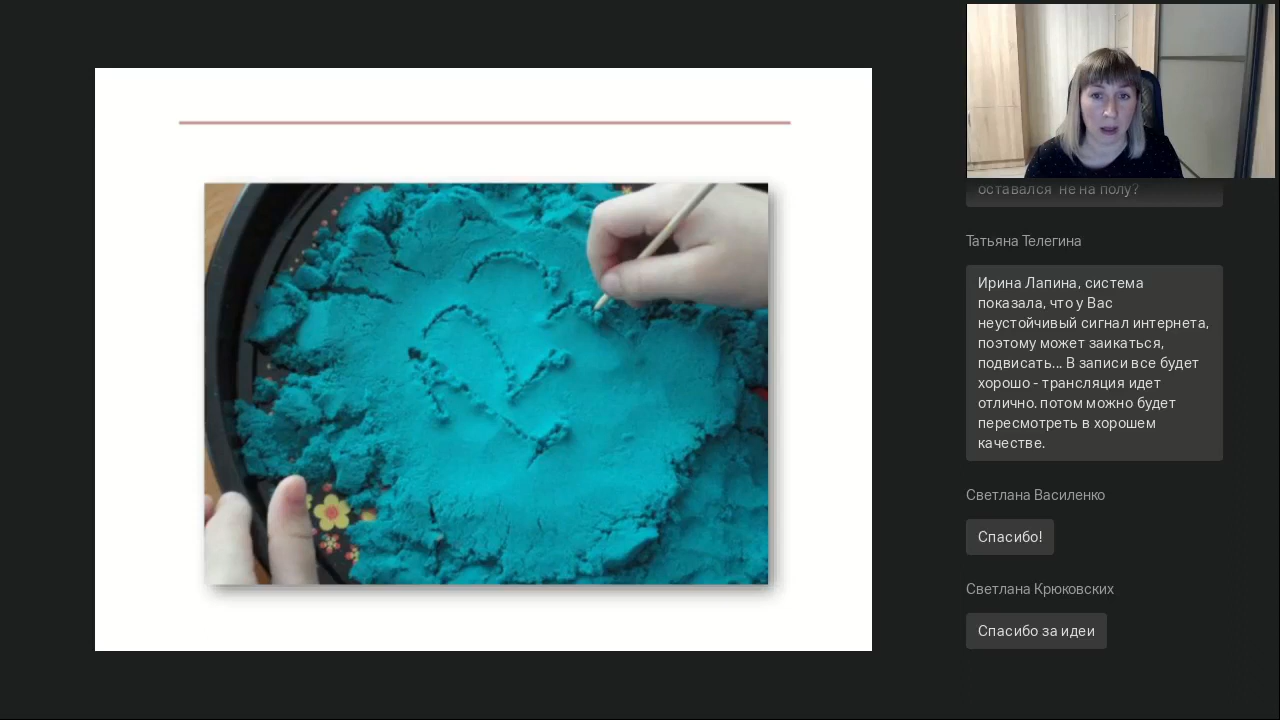 оставался не на полу?
Татьяна Телегина
Ирина Лапина, система
показала, что у Вас
неустойчивый сигнал интернета,
поэтому может заикаться,
подвисать... В записи все будет
хорошо - трансляция идет
отлично. потом можно будет
пересмотреть в хорошем
качестве.
Светлана Василенко
Спасибо!
Светлана Крюковских
Спасибо за идеи